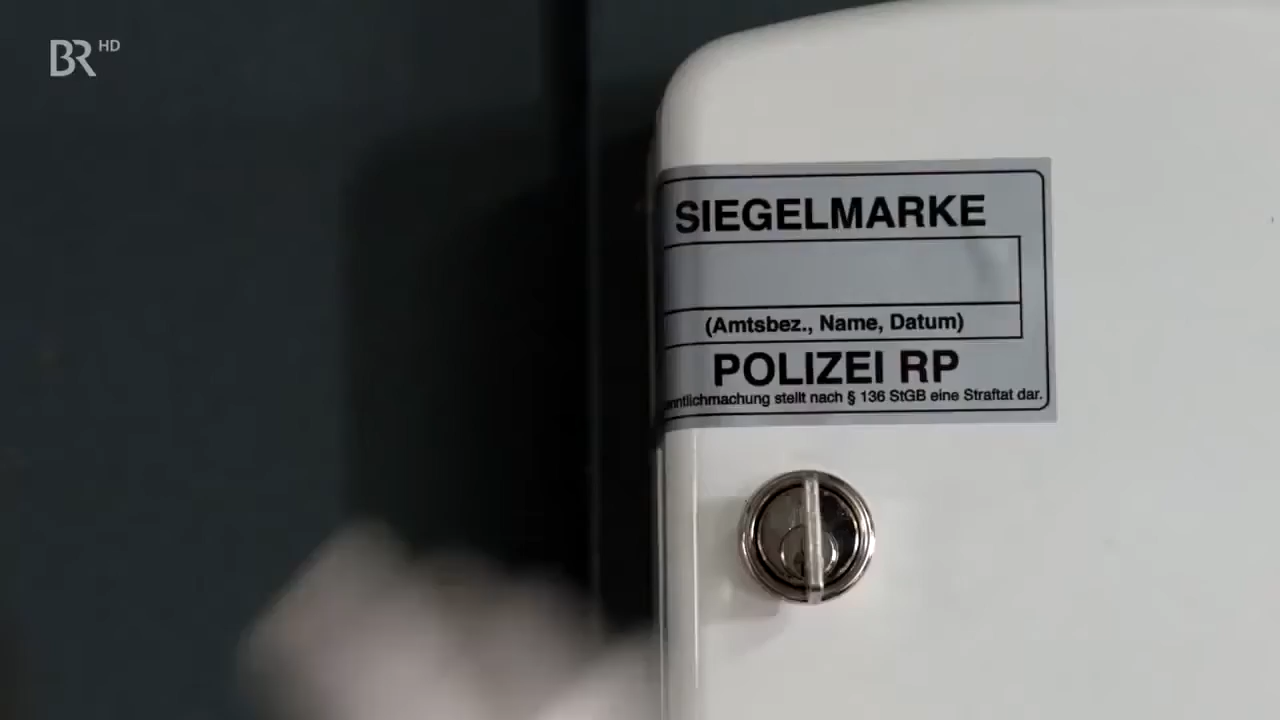 BR HD
SIEGELMARKE
(Amtsbez., Name, Datum)
POLIZEI RP
nntlichmachung stellt nach § 136 StGB eine Straftat dar.